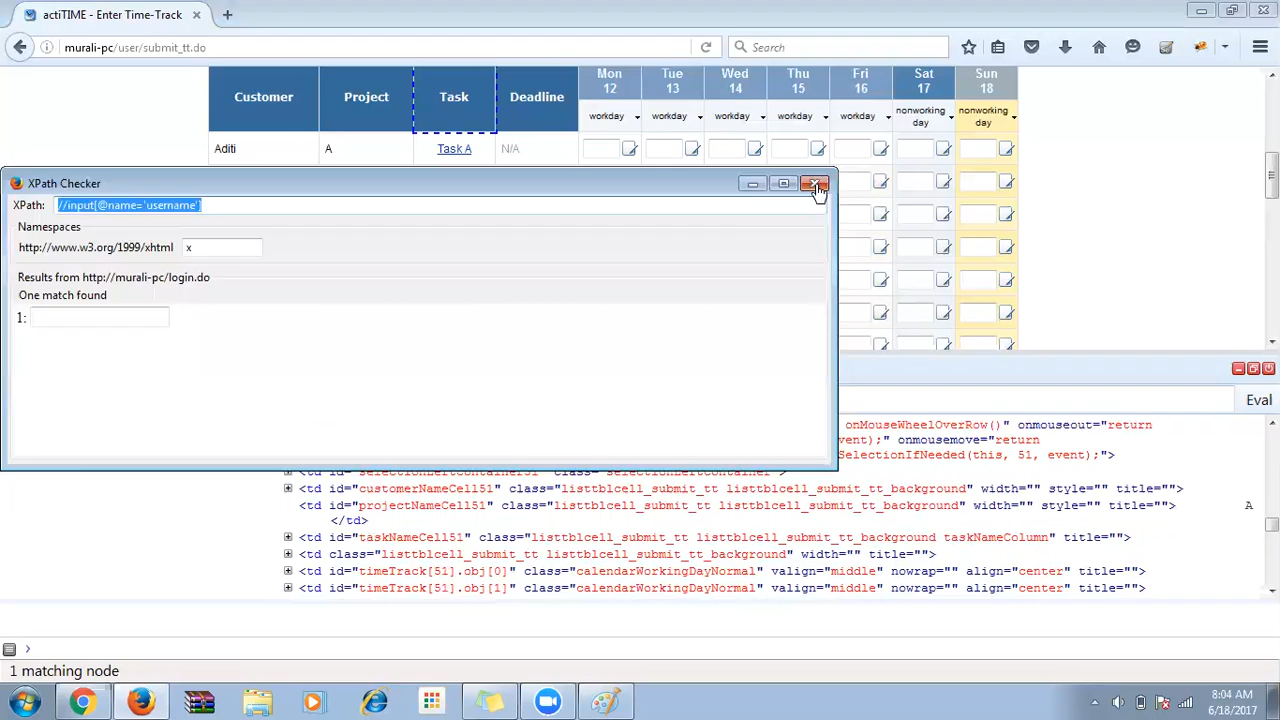 actiTIME - Enter Time-Track
murali-pc/user/submit_tt.do
Search
Customer Project Task Deadline Mon 12 Tue 13 Wed 14 Thu 15 Fri 16 Sat 17 Sun 18
workday workday workday workday workday nonworking day nonworking day
Aditi A Task A N/A
XPath Checker
XPath: //input[@name='username']
Namespaces
http://www.w3.org/1999/xhtml x
Results from http://murali-pc/login.do
One match found
1:
Eval
onMouseWheelOverRow()" onmouseout="return
event);" onmousemove="return
SelectionIfNeeded(this, 51, event);">
<td id="customerNameCell51" class="listtblcell_submit_tt listtblcell_submit_tt_background" width="" style="" title="">
<td id="projectNameCell51" class="listtblcell_submit_tt listtblcell_submit_tt_background" width="" style="" title=""> A
</td>
<td id="taskNameCell51" class="listtblcell_submit_tt listtblcell_submit_tt_background taskNameColumn" title="">
<td class="listtblcell_submit_tt listtblcell_submit_tt_background" width="" title="">
<td id="timeTrack[51].obj[0]" class="calendarWorkingDayNormal" valign="middle" nowrap="" align="center" title="">
<td id="timeTrack[51].obj[1]" class="calendarWorkingDayNormal" valign="middle" nowrap="" align="center" title="">
1 matching node
8:04 AM
6/18/2017